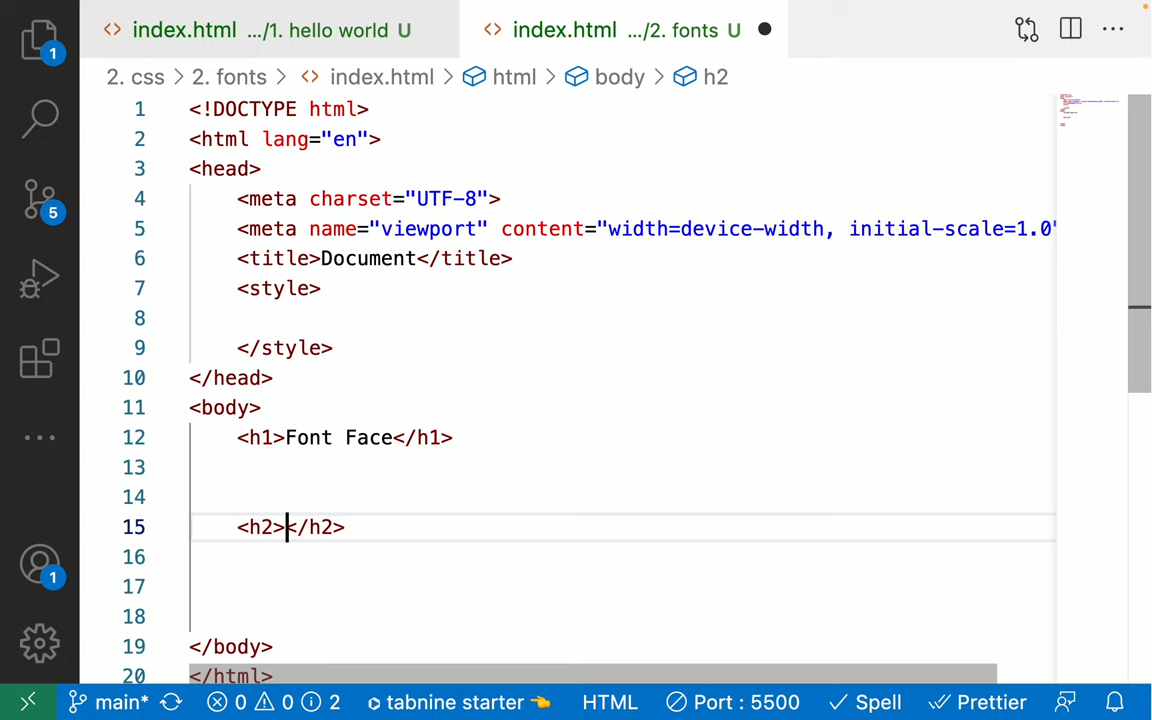 index.html .../1. hello world U
index.html .../2. fonts U
2. css > 2. fonts > index.html > html > body > h2
1 <!DOCTYPE html>
2 <html lang="en">
3 <head>
4 <meta charset="UTF-8">
5 <meta name="viewport" content="width=device-width, initial-scale=1.0"
6 <title>Document</title>
7 <style>
8
9 </style>
10 </head>
11 <body>
12 <h1>Font Face</h1>
13
14
15 <h2></h2>
16
17
18
19 </body>
20 </html>
1
5
1
main* 0 0 2 tabnine starter HTML Port : 5500 Spell Prettier